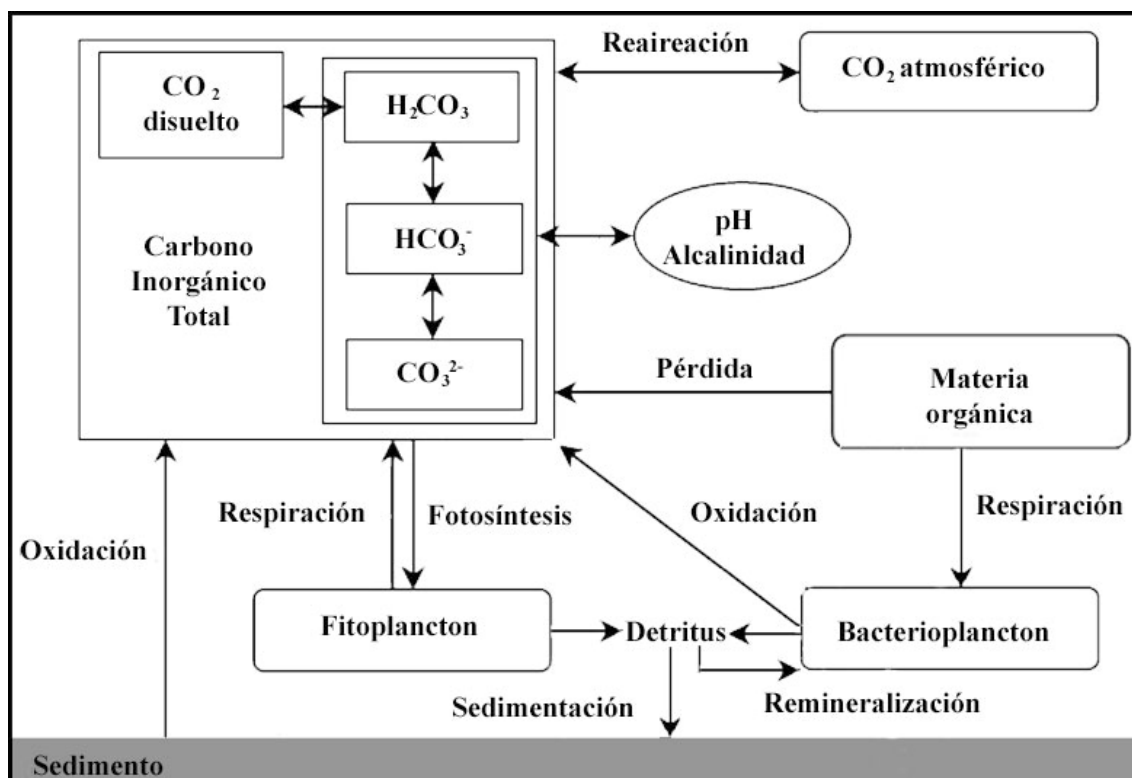 Reaireación
CO₂ atmosférico
CO₂
disuelto
H₂CO₃
HCO₃⁻
CO₃²⁻
Carbono
Inorgánico
Total
pH
Alcalinidad
Pérdida
Materia
orgánica
Oxidación
Respiración
Fotosíntesis
Oxidación
Respiración
Fitoplancton
Detritus
Bacterioplancton
Sedimentación
Remineralización
Sedimento